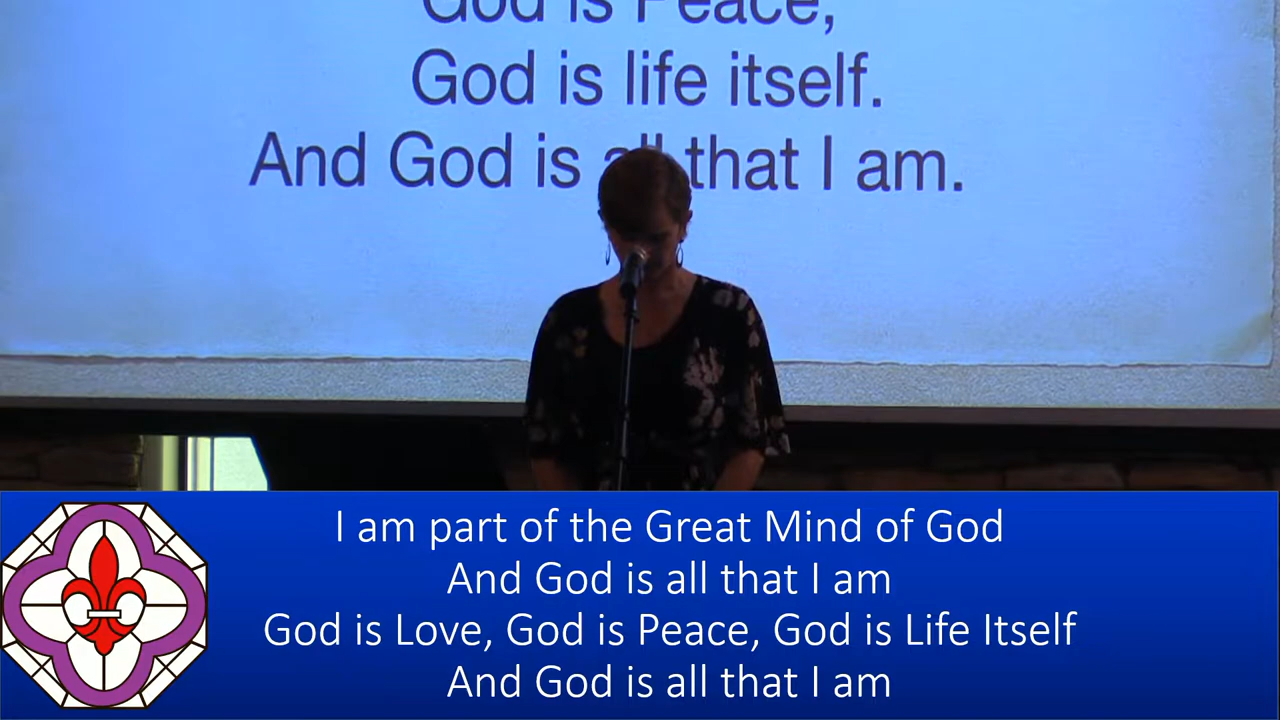 God is Peace,
God is life itself.
And God is all that I am.
I am part of the Great Mind of God
And God is all that I am
God is Love, God is Peace, God is Life Itself
And God is all that I am